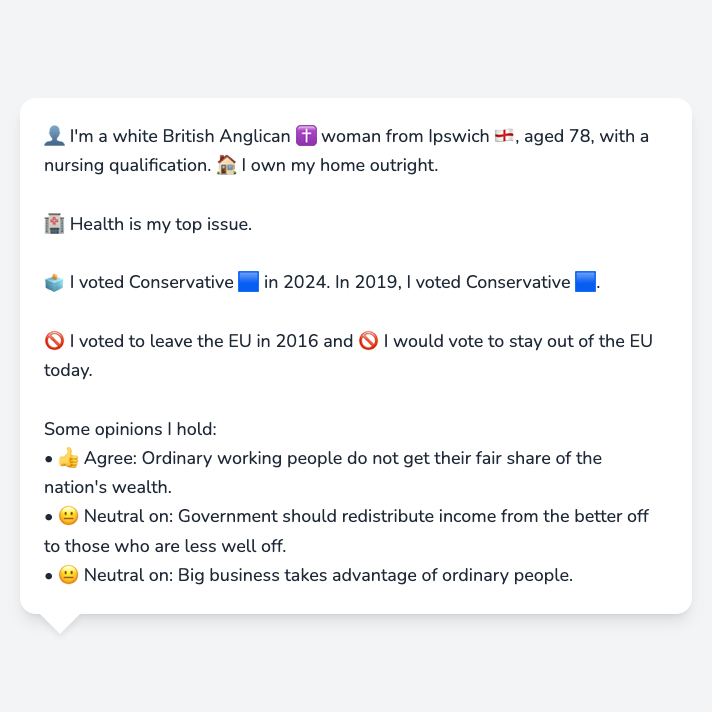 👤 I'm a white British Anglican ✝️ woman from Ipswich 🏴󠁧󠁢󠁥󠁮󠁧󠁿, aged 78, with a
nursing qualification. 🏠 I own my home outright.
🏥 Health is my top issue.
🗳️ I voted Conservative 🟦 in 2024. In 2019, I voted Conservative 🟦.
🚫 I voted to leave the EU in 2016 and 🚫 I would vote to stay out of the EU
today.
Some opinions I hold:
• 👍 Agree: Ordinary working people do not get their fair share of the
nation's wealth.
• 😐 Neutral on: Government should redistribute income from the better off
to those who are less well off.
• 😐 Neutral on: Big business takes advantage of ordinary people.